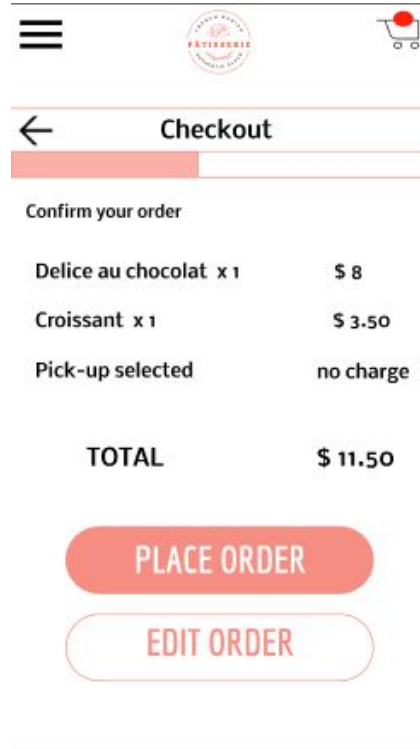 PÂTISSERIE
Checkout
Confirm your order
Delice au chocolat x 1 $ 8
Croissant x 1 $ 3.50
Pick-up selected no charge
TOTAL $ 11.50
PLACE ORDER
EDIT ORDER